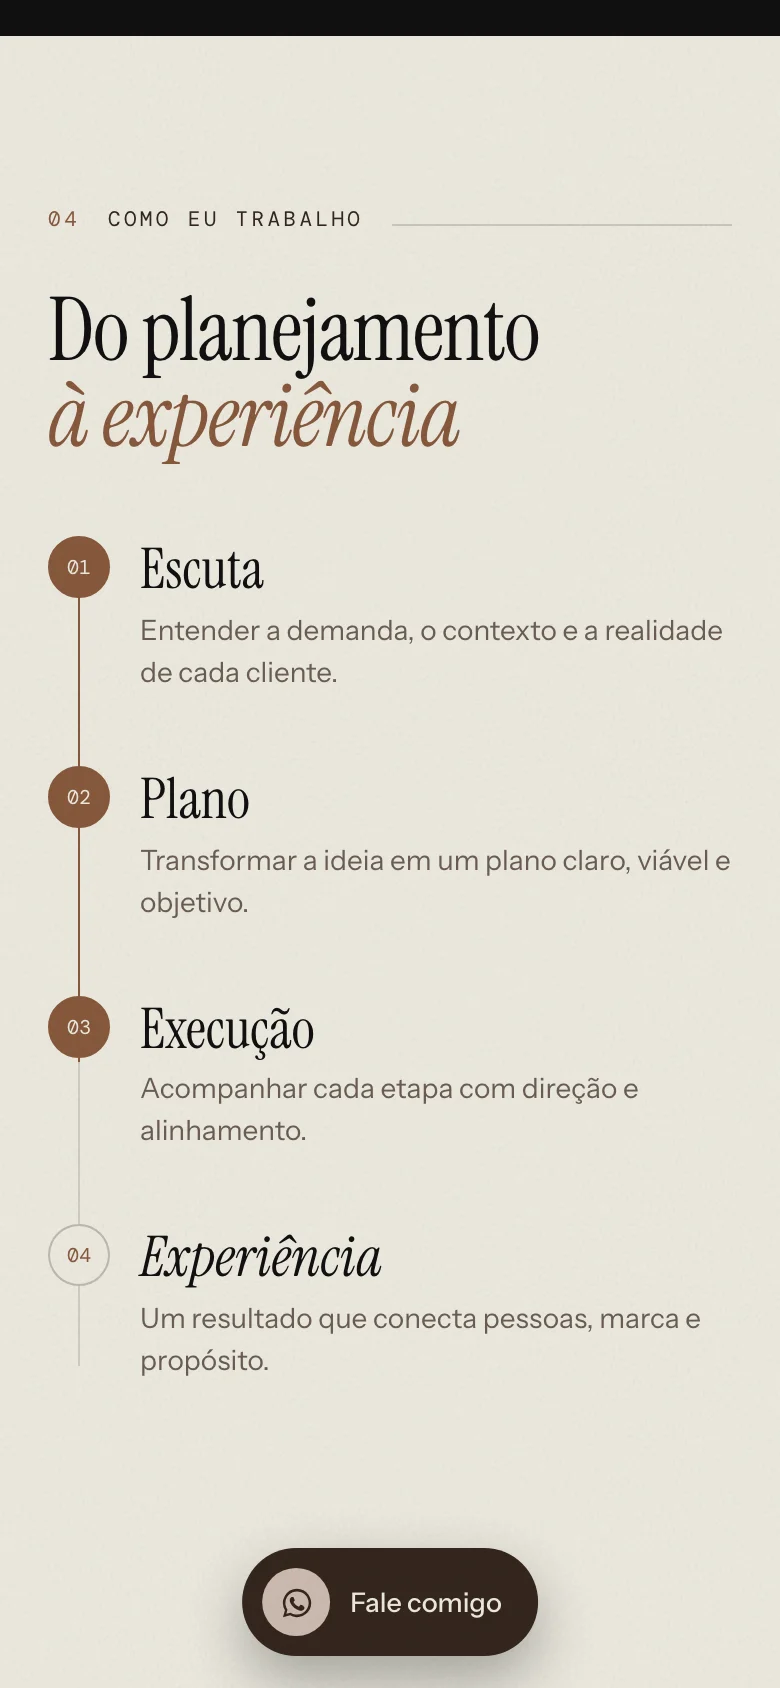 04 COMO EU TRABALHO
Do planejamento
à experiência
01 Escuta
Entender a demanda, o contexto e a realidade
de cada cliente.
02 Plano
Transformar a ideia em um plano claro, viável e
objetivo.
03 Execução
Acompanhar cada etapa com direção e
alinhamento.
04 Experiência
Um resultado que conecta pessoas, marca e
propósito.
Fale comigo